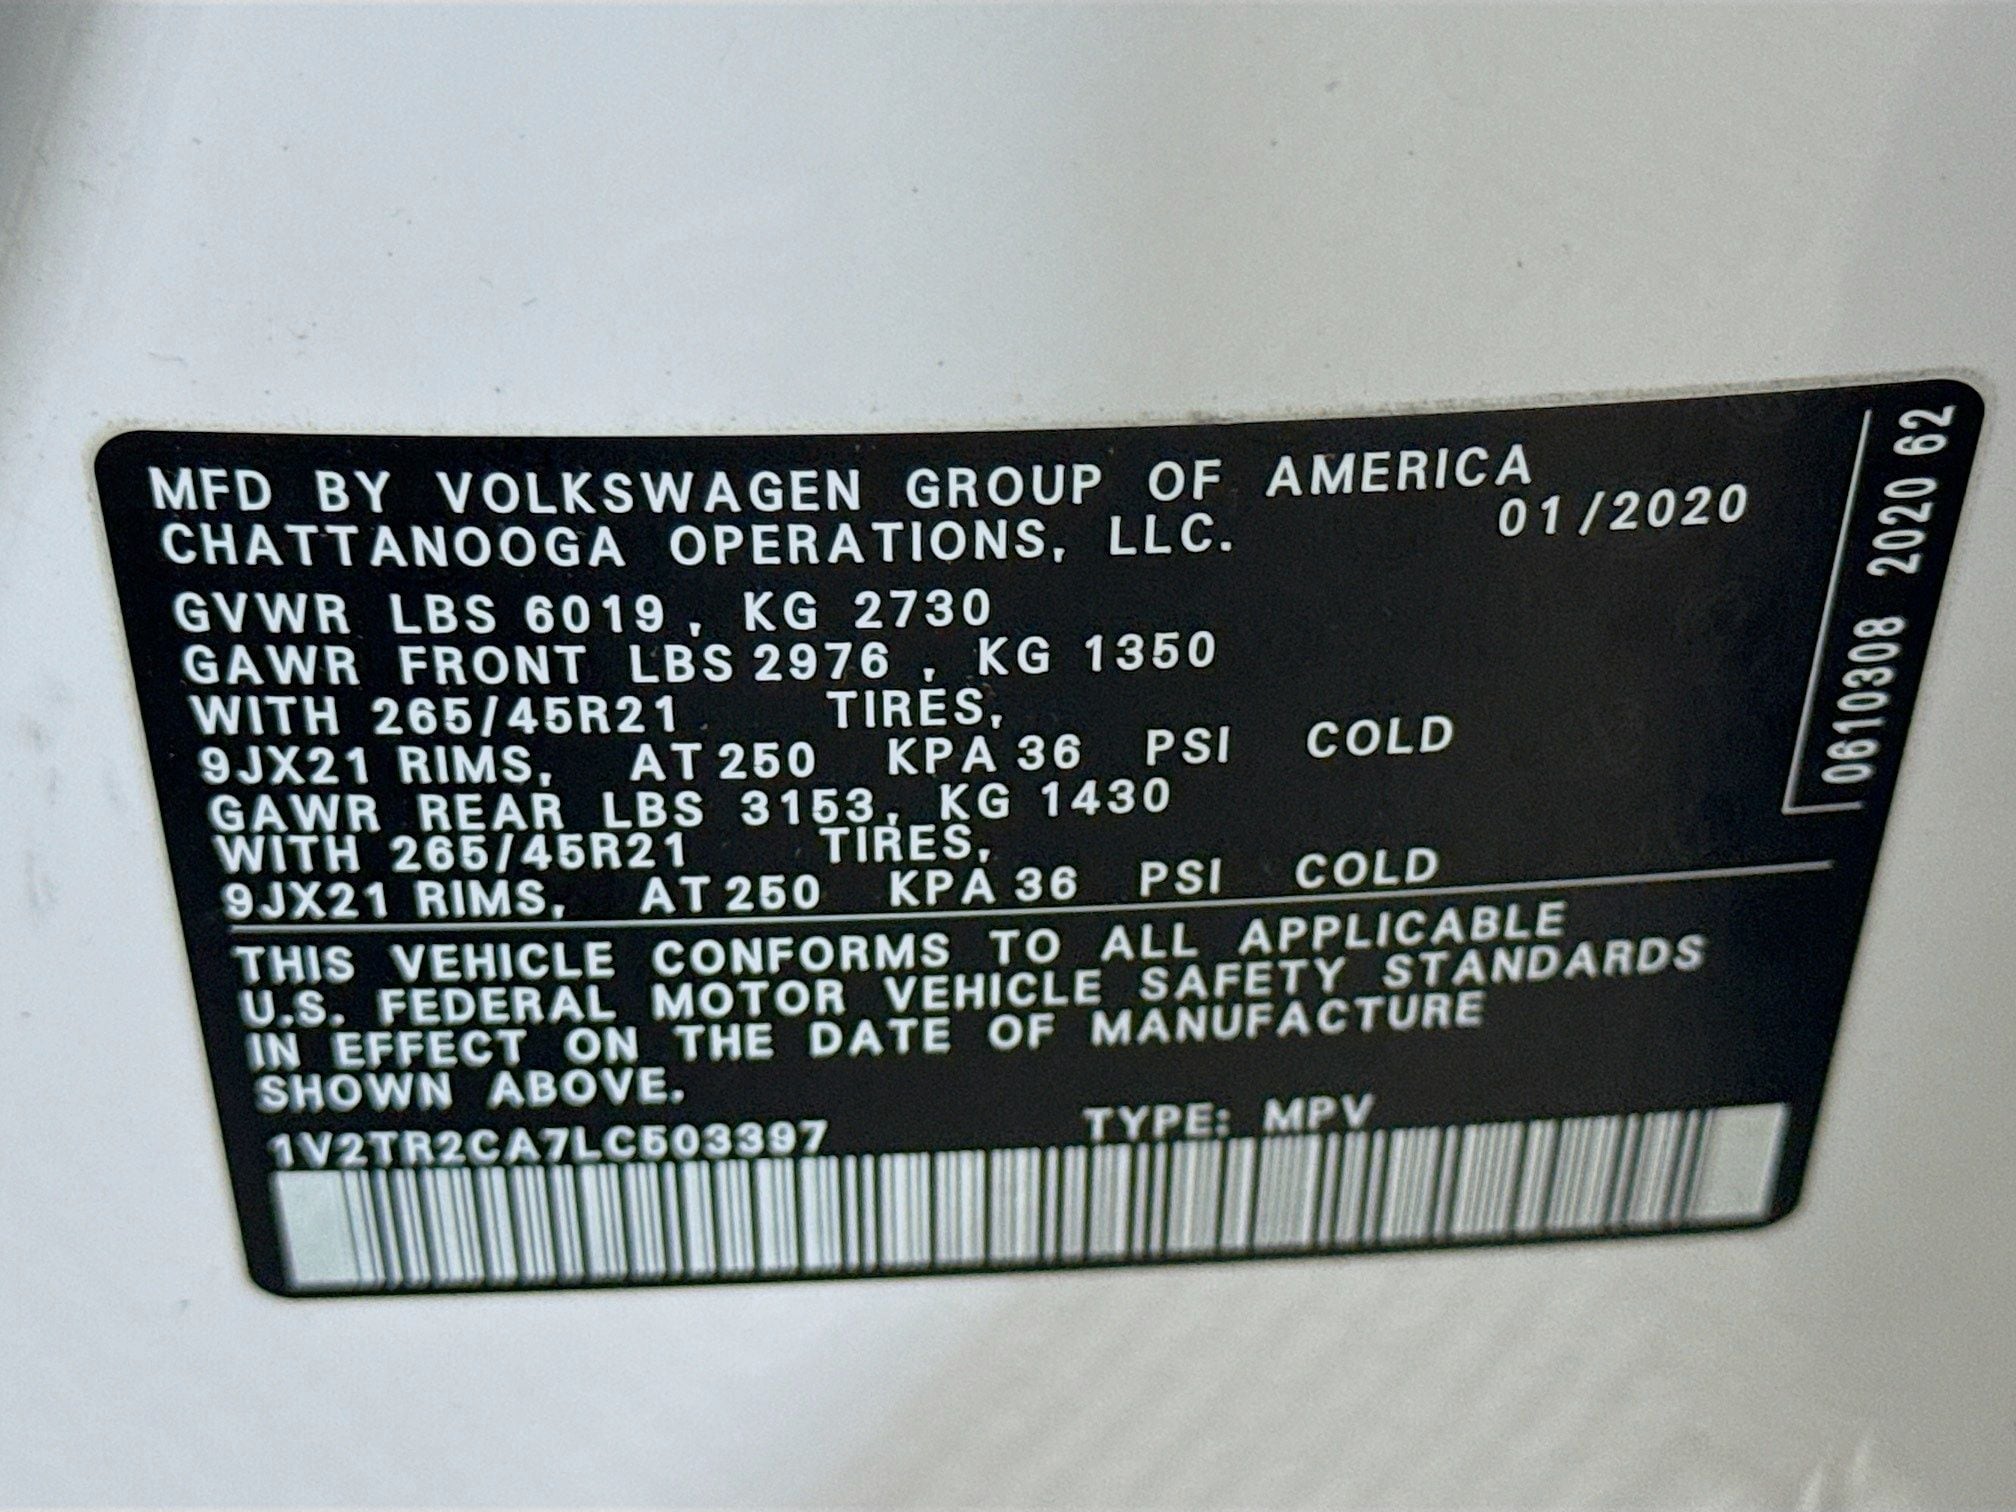 MFD BY VOLKSWAGEN GROUP OF AMERICA
CHATTANOOGA OPERATIONS, LLC. 01/2020
GVWR LBS 6019, KG 2730
GAWR FRONT LBS 2976, KG 1350
WITH 265/45R21 TIRES,
9JX21 RIMS, AT 250 KPA 36 PSI COLD
GAWR REAR LBS 3153, KG 1430
WITH 265/45R21 TIRES,
9JX21 RIMS, AT 250 KPA 36 PSI COLD
THIS VEHICLE CONFORMS TO ALL APPLICABLE
U.S. FEDERAL MOTOR VEHICLE SAFETY STANDARDS
IN EFFECT ON THE DATE OF MANUFACTURE
SHOWN ABOVE.
1V2TR2CA7LC503397 TYPE: MPV
0610308 2020 62